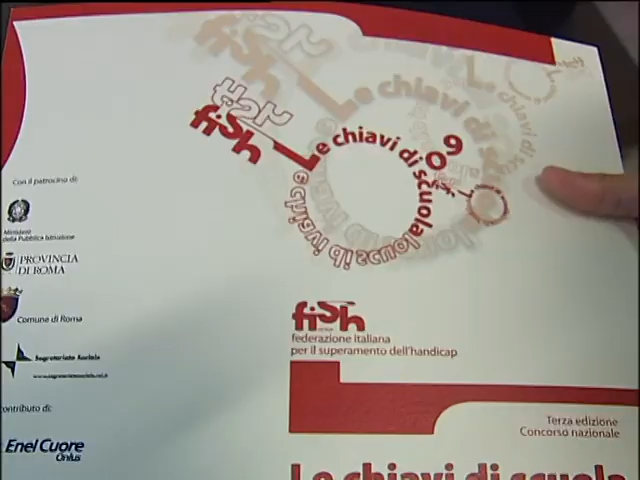 fish
Le chiavi di scuola
09
Le chiavi di scuola
Con il patrocinio di:
Ministero
della Pubblica Istruzione
PROVINCIA
DI ROMA
Comune di Roma
Segretariato Sociale
contributo di:
Enel Cuore
Onlus
fish
federazione italiana
per il superamento dell'handicap
Terza edizione
Concorso nazionale
Le chiavi di scuola